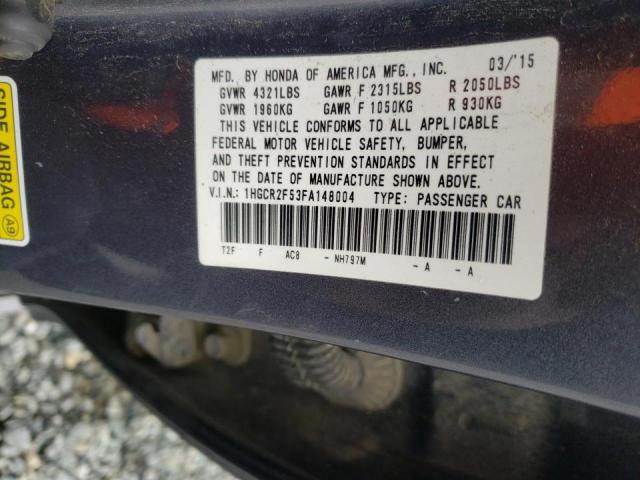 MFD. BY HONDA OF AMERICA MFG., INC. 03/'15
GVWR 4321LBS GAWR F 2315LBS R 2050LBS
GVWR 1960KG GAWR F 1050KG R 930KG
THIS VEHICLE CONFORMS TO ALL APPLICABLE
FEDERAL MOTOR VEHICLE SAFETY, BUMPER,
AND THEFT PREVENTION STANDARDS IN EFFECT
ON THE DATE OF MANUFACTURE SHOWN ABOVE.
V.I.N.: 1HGCR2F53FA148004 TYPE: PASSENGER CAR
T2F F AC8 - NH797M - A - A
SIDE AIRBAG
A9